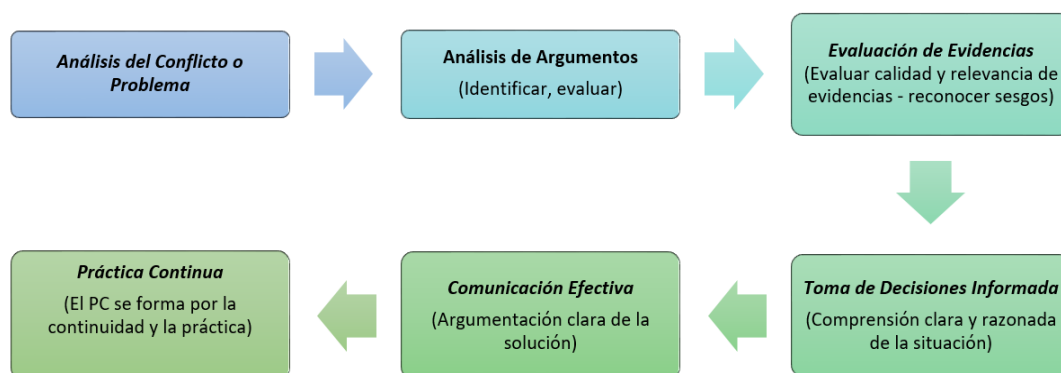 Análisis del Conflicto o
Problema
Análisis de Argumentos
(Identificar, evaluar)
Evaluación de Evidencias
(Evaluar calidad y relevancia de
evidencias - reconocer sesgos)
Toma de Decisiones Informada
(Comprensión clara y razonada
de la situación)
Comunicación Efectiva
(Argumentación clara de la
solución)
Práctica Continua
(El PC se forma por la
continuidad y la práctica)